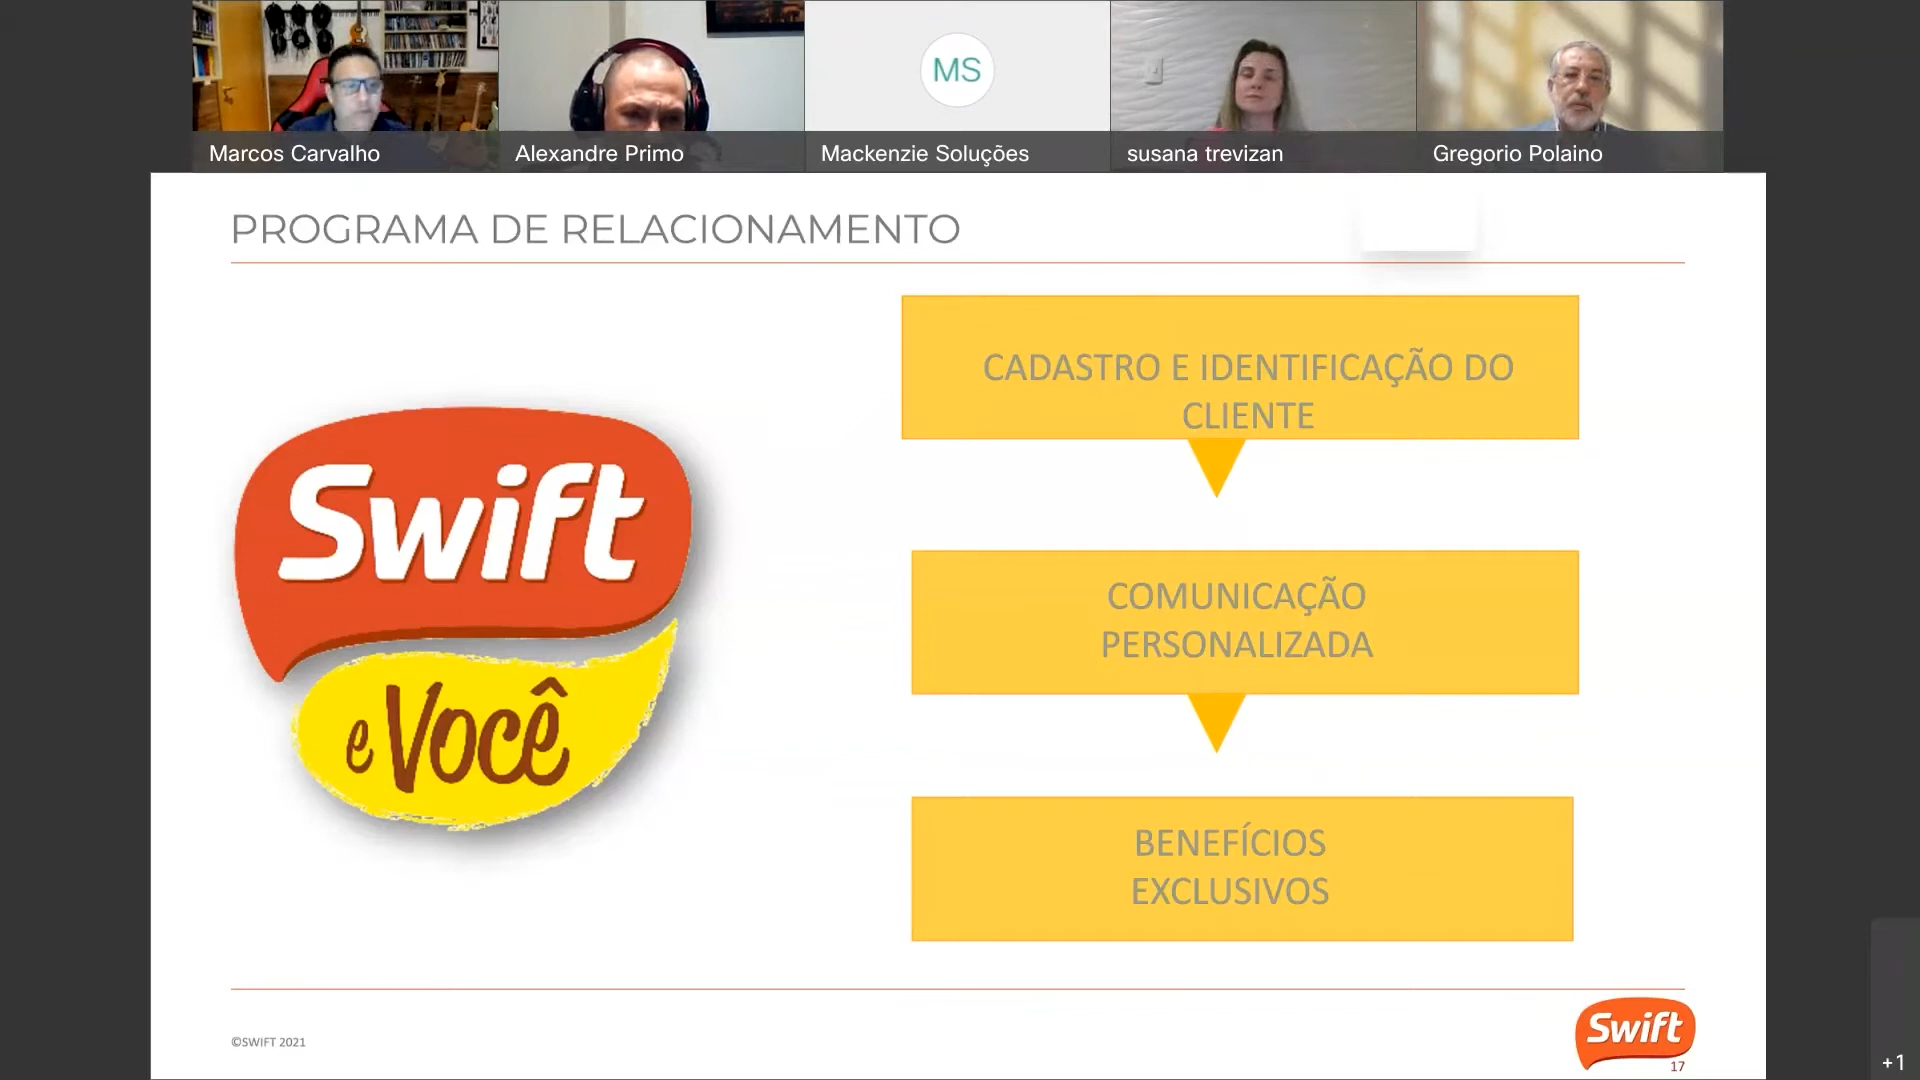 MS
Marcos Carvalho
Alexandre Primo
Mackenzie Soluções
susana trevizan
Gregorio Polaino
PROGRAMA DE RELACIONAMENTO
CADASTRO E IDENTIFICAÇÃO DO
CLIENTE
Swift
e Você
COMUNICAÇÃO
PERSONALIZADA
BENEFÍCIOS
EXCLUSIVOS
©SWIFT 2021
Swift
17
+1